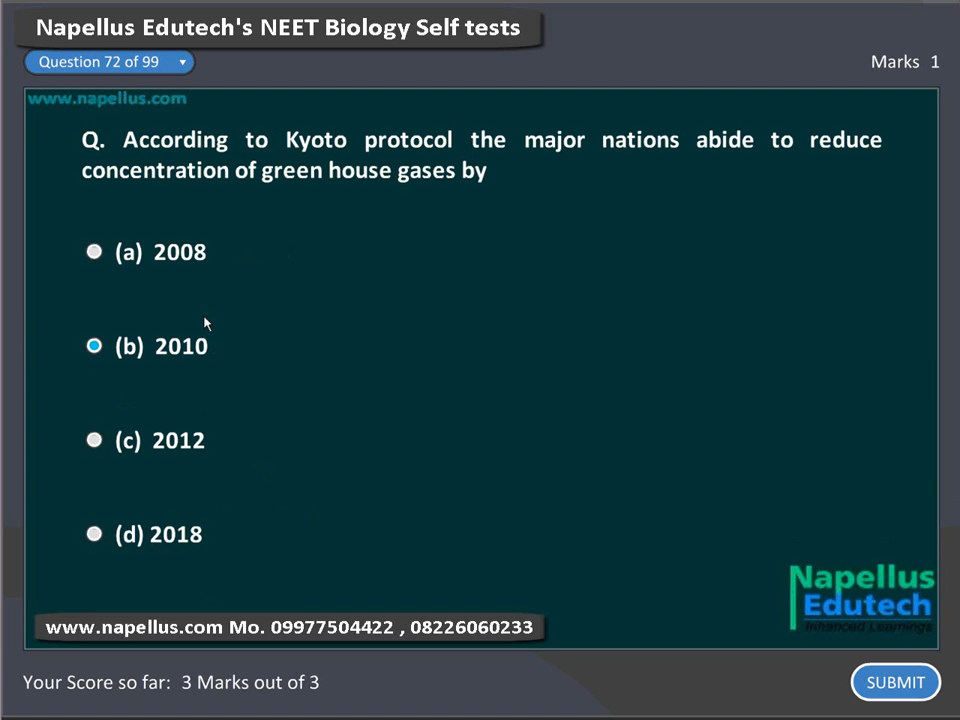 Napellus Edutech's NEET Biology Self tests
Question 72 of 99
Marks 1
www.napellus.com
Q. According to Kyoto protocol the major nations abide to reduce
concentration of green house gases by
(a) 2008
(b) 2010
(c) 2012
(d) 2018
Napellus
Edutech
Enhanced Learnings
www.napellus.com Mo. 09977504422 , 08226060233
Your Score so far: 3 Marks out of 3
SUBMIT